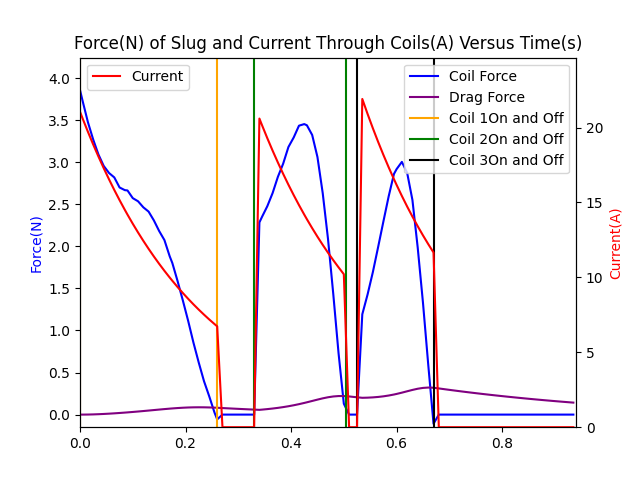 Force(N) of Slug and Current Through Coils(A) Versus Time(s)
Current
Coil Force
Drag Force
Coil 1On and Off
Coil 2On and Off
Coil 3On and Off
Force(N)
4.0
3.5
3.0
2.5
2.0
1.5
1.0
0.5
0.0
Current(A)
20
15
10
5
0
0.0 0.2 0.4 0.6 0.8